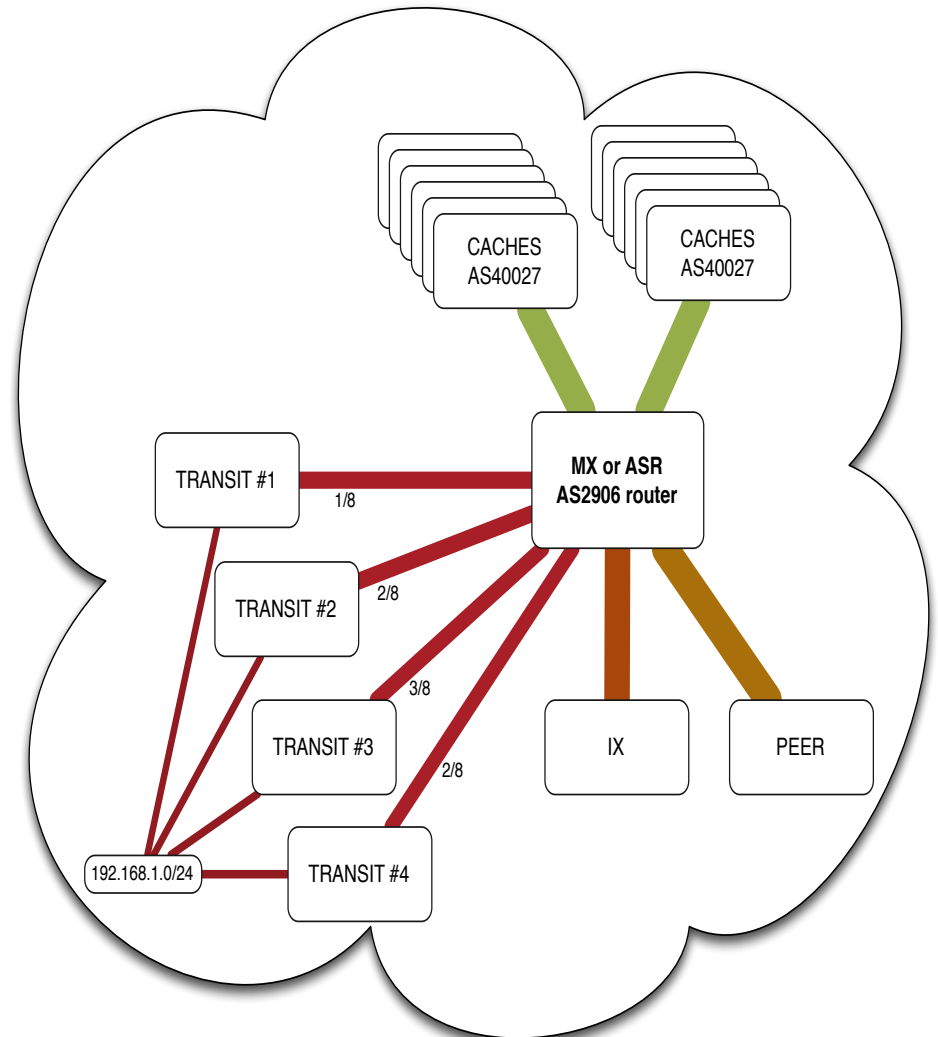 CACHES
AS40027
CACHES
AS40027
MX or ASR
AS2906 router
TRANSIT #1
1/8
TRANSIT #2
2/8
TRANSIT #3
3/8
2/8
IX
PEER
192.168.1.0/24
TRANSIT #4